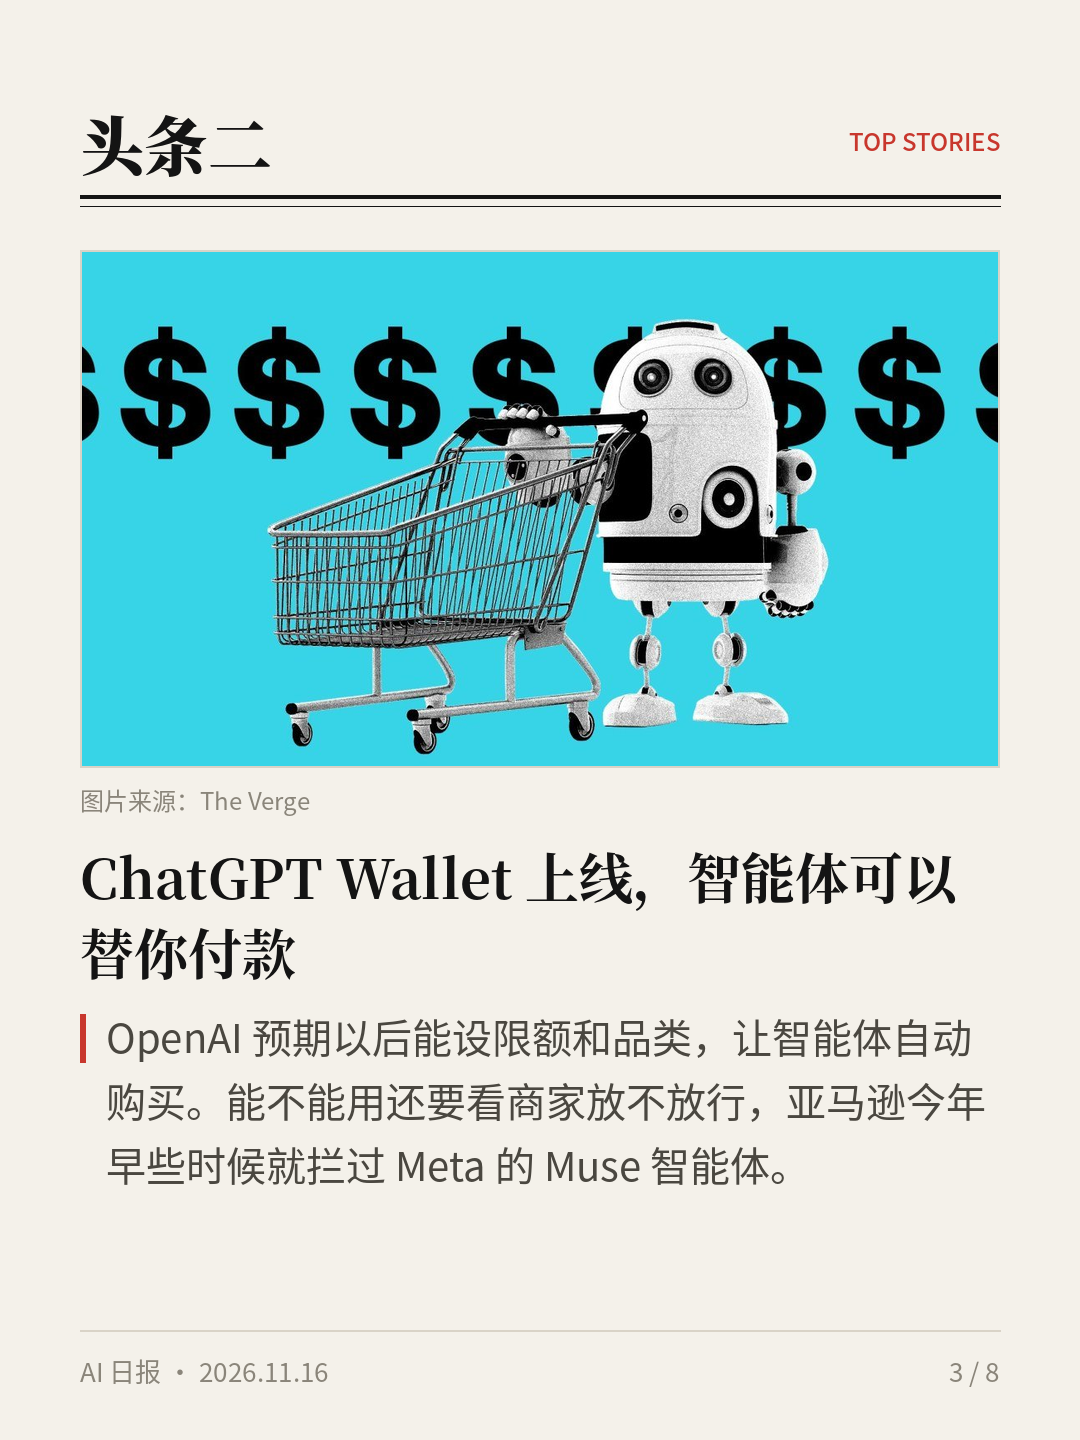 头条二
TOP STORIES
$ $ $ $ $ $ $ $ $
图片来源：The Verge
ChatGPT Wallet 上线，智能体可以
替你付款
OpenAI 预期以后能设限额和品类，让智能体自动
购买。能不能用还要看商家放不放行，亚马逊今年
早些时候就拦过 Meta 的 Muse 智能体。
AI 日报 · 2026.11.16
3 / 8